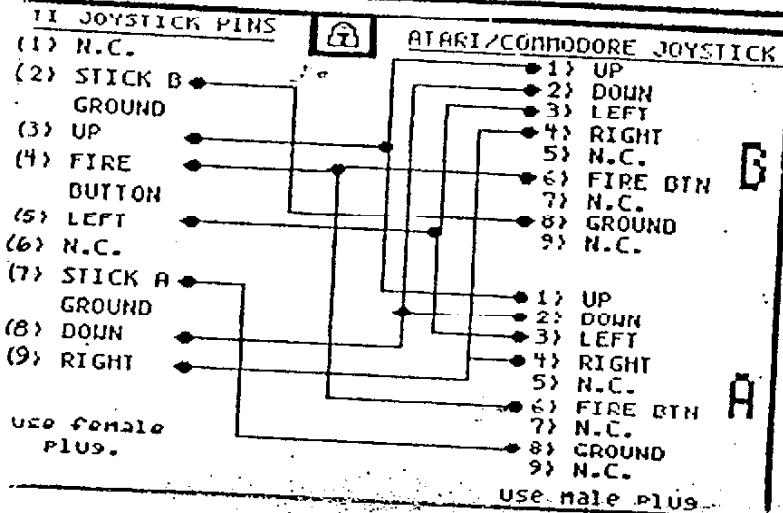 TI JOYSTICK PINS
(1) N.C.
(2) STICK B
GROUND
(3) UP
(4) FIRE
BUTTON
(5) LEFT
(6) N.C.
(7) STICK A
GROUND
(8) DOWN
(9) RIGHT
use female
plug.
ATARI/COMMODORE JOYSTICK
1) UP
2) DOWN
3) LEFT
4) RIGHT
5) N.C.
6) FIRE BTN
7) N.C.
8) GROUND
9) N.C.
B
1) UP
2) DOWN
3) LEFT
4) RIGHT
5) N.C.
6) FIRE BTN
7) N.C.
8) GROUND
9) N.C.
A
use male plug